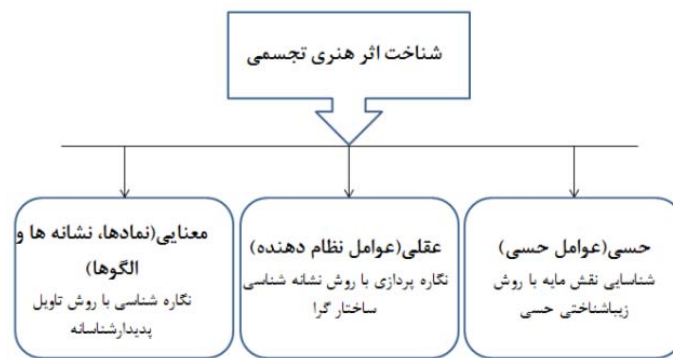 شناخت اثر هنری تجسمی
حسی(عوامل حسی)
شناسایی نقش مایه با روش
زیباشناختی حسی
عقلی(عوامل نظام دهنده)
نگاره پردازی با روش نشانه شناسی
ساختار گرا
معنایی(نمادها، نشانه ها و
الگوها)
نگاره شناسی با روش تاویل
پدیدارشناسانه